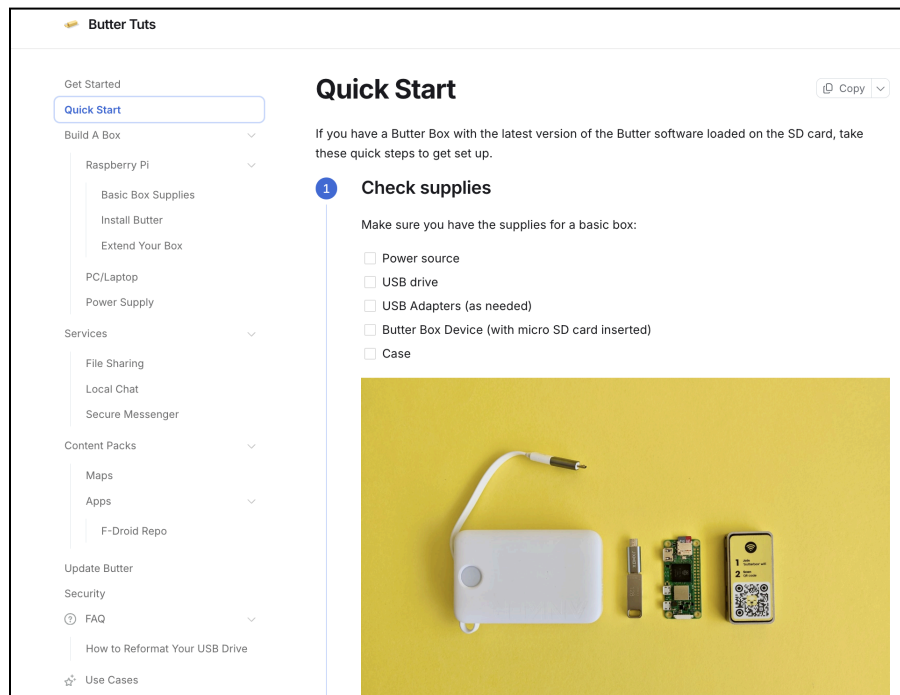 Butter Tuts
Get Started
Quick Start
Build A Box
Raspberry Pi
Basic Box Supplies
Install Butter
Extend Your Box
PC/Laptop
Power Supply
Services
File Sharing
Local Chat
Secure Messenger
Content Packs
Maps
Apps
F-Droid Repo
Update Butter
Security
FAQ
How to Reformat Your USB Drive
Use Cases
Quick Start
Copy
If you have a Butter Box with the latest version of the Butter software loaded on the SD card, take
these quick steps to get set up.
1
Check supplies
Make sure you have the supplies for a basic box:
Power source
USB drive
USB Adapters (as needed)
Butter Box Device (with micro SD card inserted)
Case
1
2